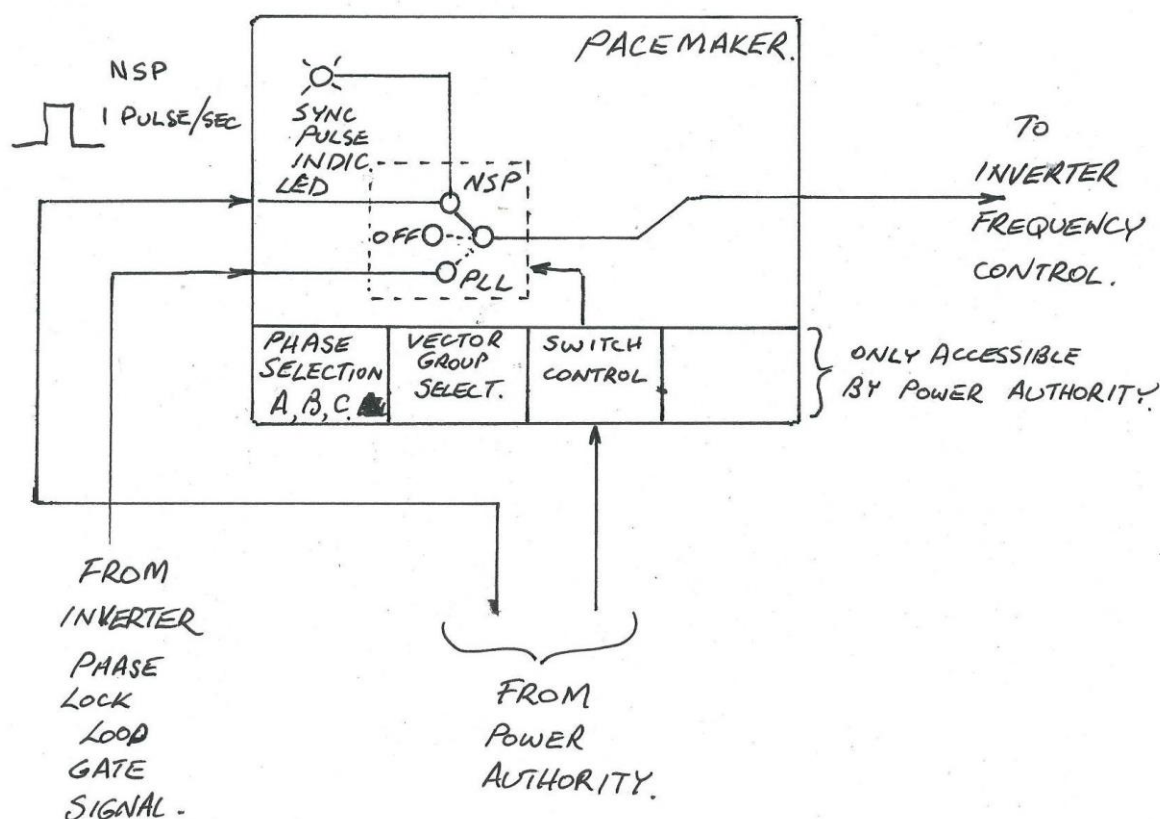 PACEMAKER.
NSP
1 PULSE/SEC
SYNC
PULSE
INDIC
LED
NSP
OFF
PLL
TO
INVERTER
FREQUENCY
CONTROL.
PHASE
SELECTION
A, B, C.
VECTOR
GROUP
SELECT.
SWITCH
CONTROL
ONLY ACCESSIBLE
BY POWER AUTHORITY.
FROM
INVERTER
PHASE
LOCK
LOOP
GATE
SIGNAL.
FROM
POWER
AUTHORITY.